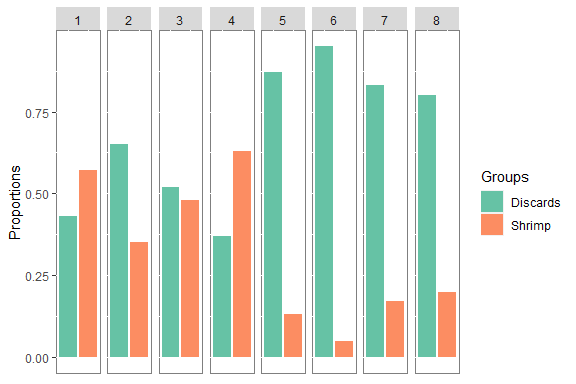 1 2 3 4 5 6 7 8
Proportions
0.75
0.50
0.25
0.00
Groups
Discards
Shrimp